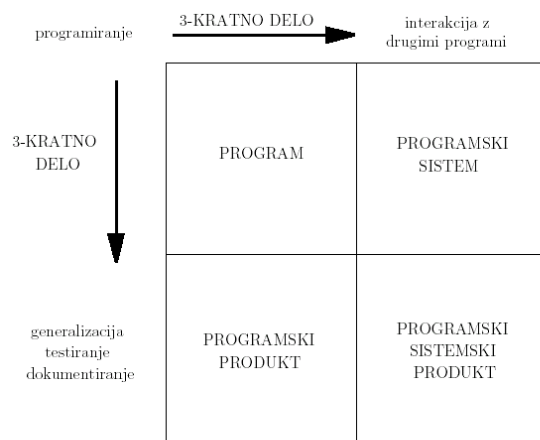 programiranje
3-KRATNO DELO
interakcija z
drugimi programi
3-KRATNO
DELO
PROGRAM
PROGRAMSKI
SISTEM
generalizacija
testiranje
dokumentiranje
PROGRAMSKI
PRODUKT
PROGRAMSKI
SISTEMSKI
PRODUKT